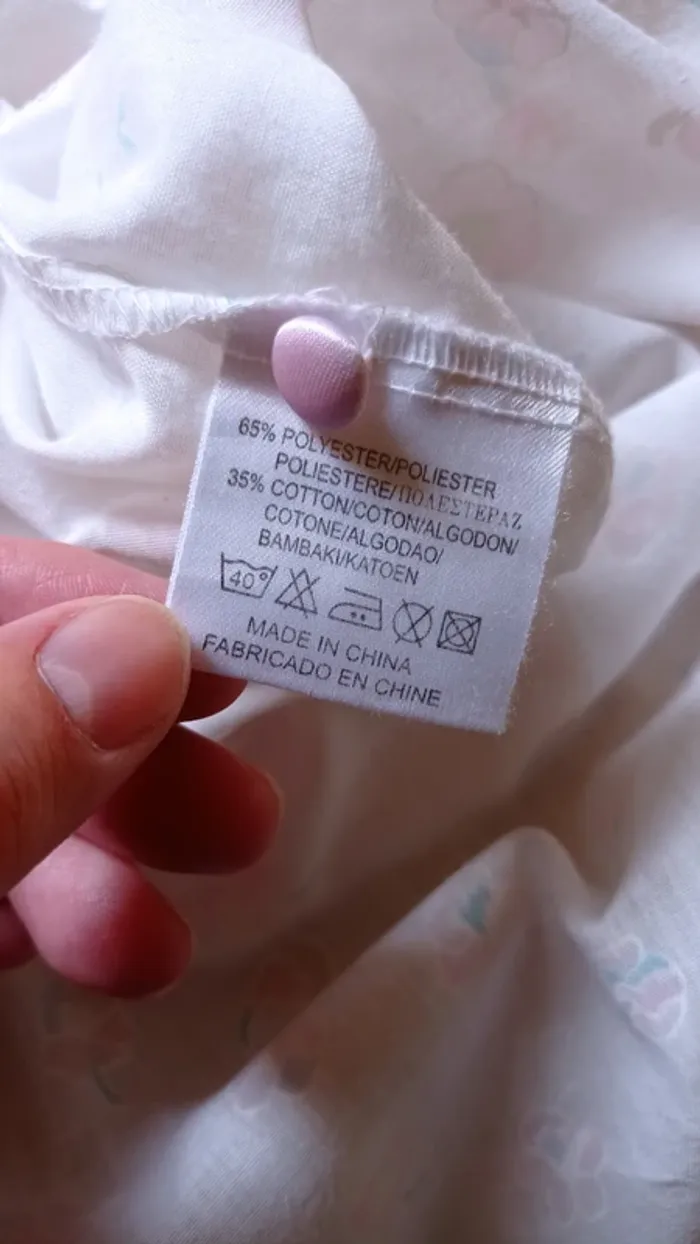 65% POLYESTER/POLIESTER
POLIESTERE/ΠΟΛΕΣΤΕΡΑΖ
35% COTTON/COTON/ALGODON/
COTONE/ALGODAO/
BAMBAKI/KATOEN
40°
MADE IN CHINA
FABRICADO EN CHINE